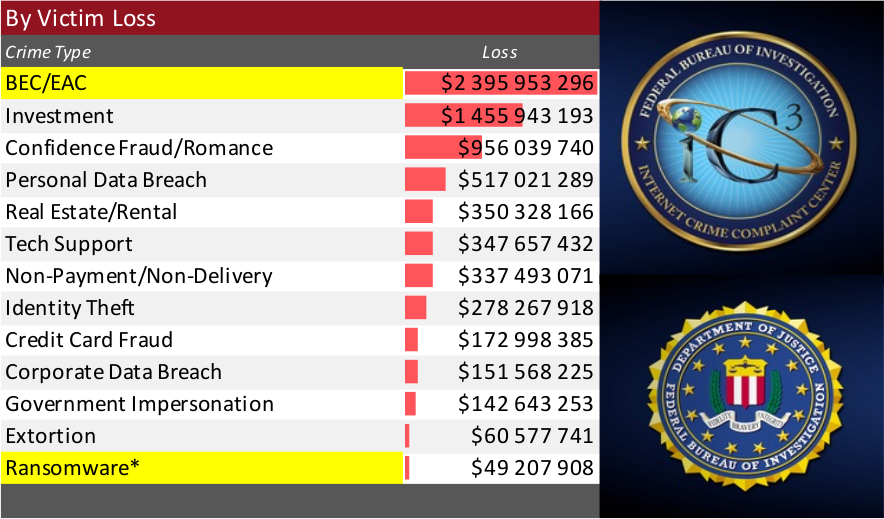 By Victim Loss
Crime Type Loss
BEC/EAC $2 395 953 296
Investment $1 455 943 193
Confidence Fraud/Romance $956 039 740
Personal Data Breach $517 021 289
Real Estate/Rental $350 328 166
Tech Support $347 657 432
Non-Payment/Non-Delivery $337 493 071
Identity Theft $278 267 918
Credit Card Fraud $172 998 385
Corporate Data Breach $151 568 225
Government Impersonation $142 643 253
Extortion $60 577 741
Ransomware* $49 207 908
FEDERAL BUREAU OF INVESTIGATION
iC3
INTERNET CRIME COMPLAINT CENTER
DEPARTMENT OF JUSTICE
FIDELITY BRAVERY INTEGRITY
FEDERAL BUREAU OF INVESTIGATION